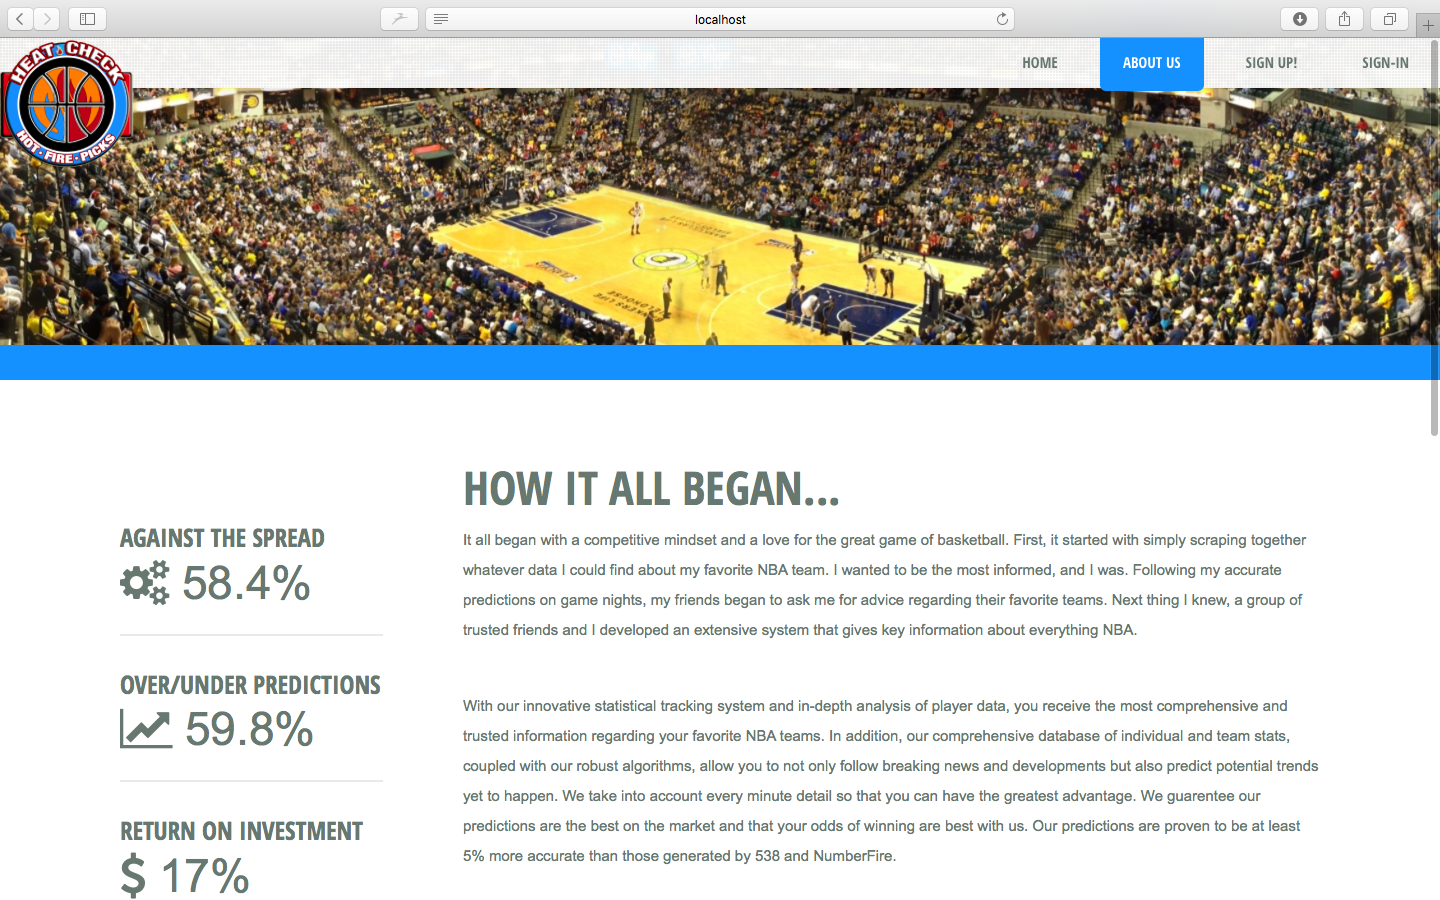 localhost
HEAT CHECK
HOT · FIRE · PICKS
HOME
ABOUT US
SIGN UP!
SIGN-IN
HOW IT ALL BEGAN...
It all began with a competitive mindset and a love for the great game of basketball. First, it started with simply scraping together
whatever data I could find about my favorite NBA team. I wanted to be the most informed, and I was. Following my accurate
predictions on game nights, my friends began to ask me for advice regarding their favorite teams. Next thing I knew, a group of
trusted friends and I developed an extensive system that gives key information about everything NBA.
With our innovative statistical tracking system and in-depth analysis of player data, you receive the most comprehensive and
trusted information regarding your favorite NBA teams. In addition, our comprehensive database of individual and team stats,
coupled with our robust algorithms, allow you to not only follow breaking news and developments but also predict potential trends
yet to happen. We take into account every minute detail so that you can have the greatest advantage. We guarentee our
predictions are the best on the market and that your odds of winning are best with us. Our predictions are proven to be at least
5% more accurate than those generated by 538 and NumberFire.
AGAINST THE SPREAD
58.4%
OVER/UNDER PREDICTIONS
59.8%
RETURN ON INVESTMENT
$ 17%